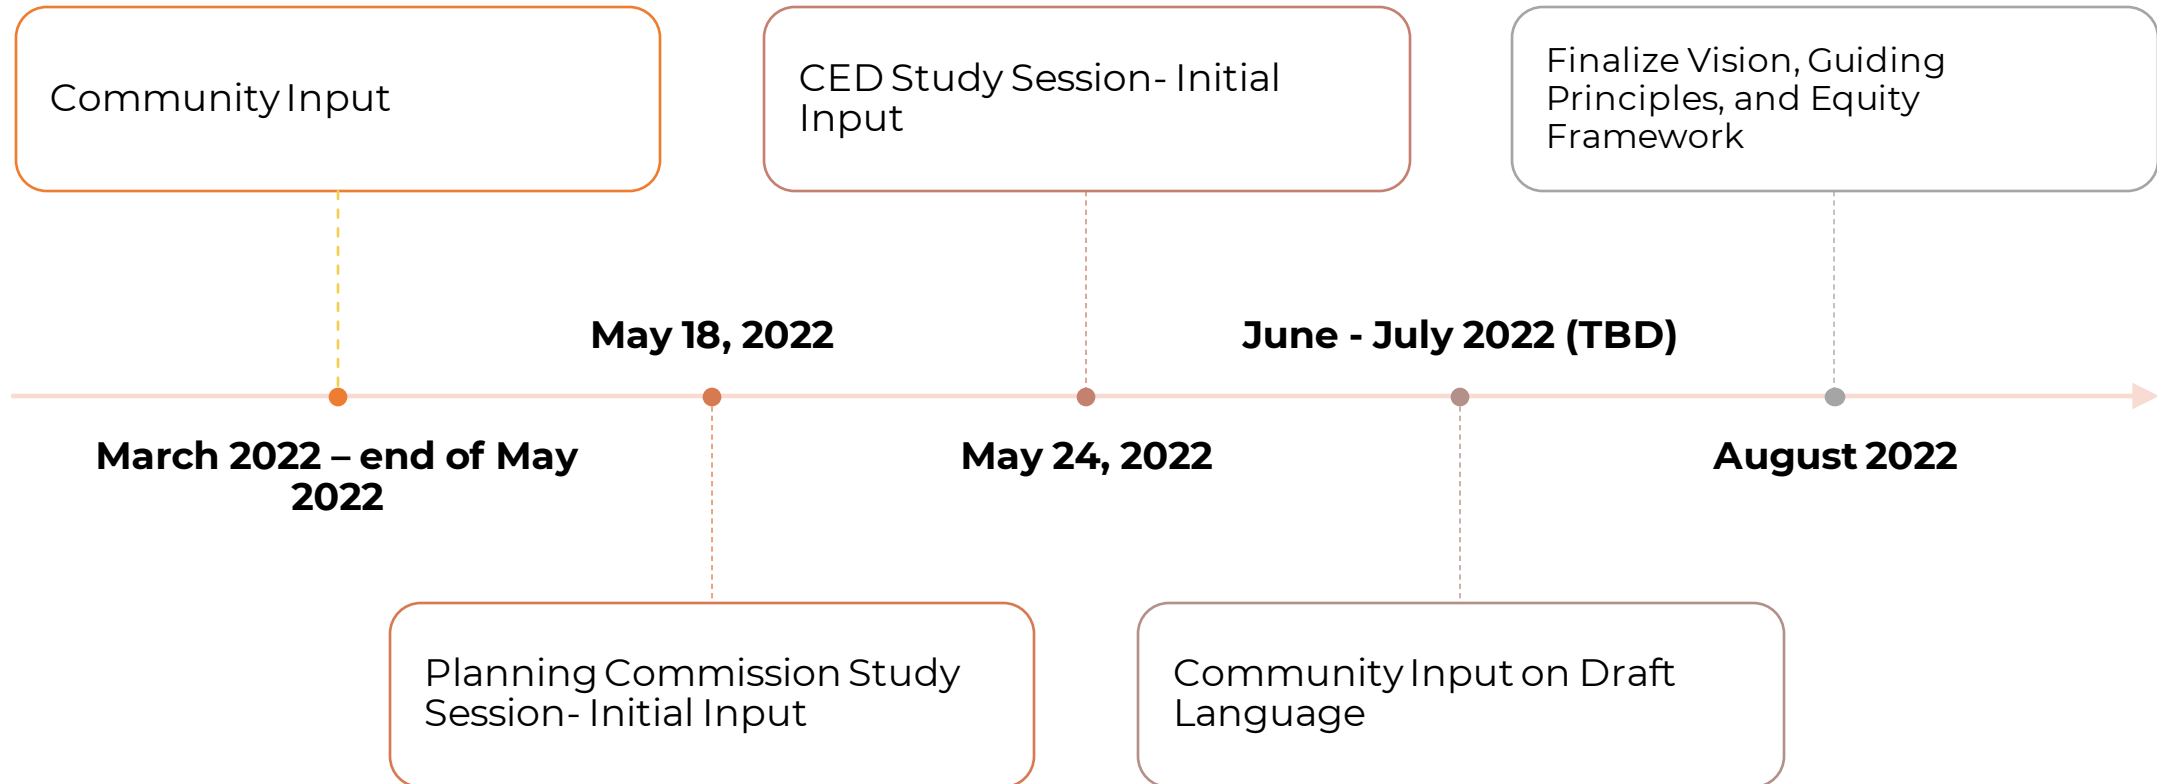 Community Input
CED Study Session- Initial
Input
Finalize Vision, Guiding
Principles, and Equity
Framework
May 18, 2022
June - July 2022 (TBD)
March 2022 – end of May
2022
May 24, 2022
August 2022
Planning Commission Study
Session- Initial Input
Community Input on Draft
Language